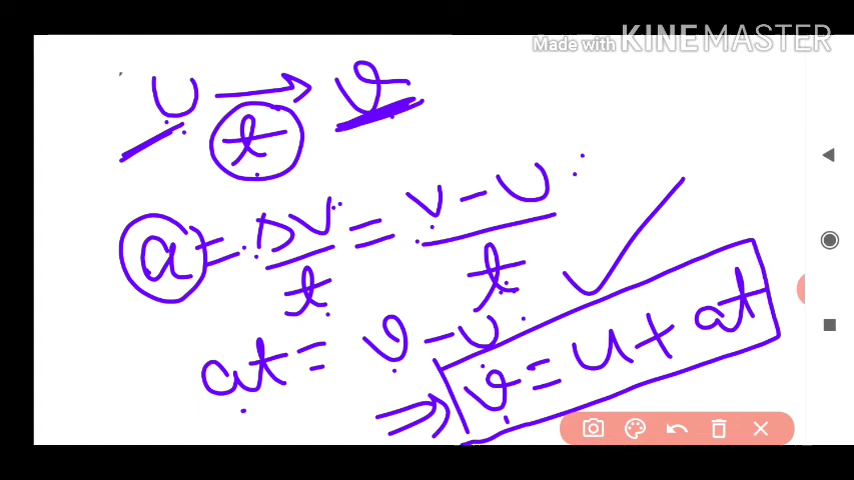 Made with KINEMASTER
U → v
t
a = ΔV/t = V - U/t
at = v - u
⇒ v = u + at